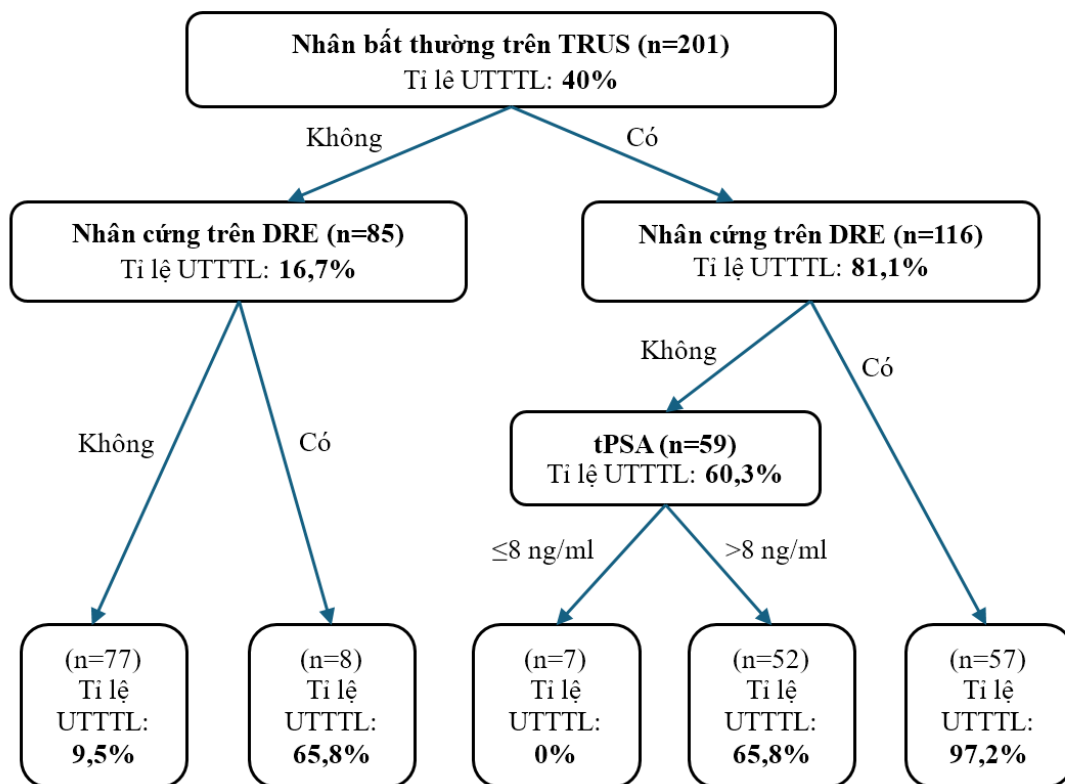 Nhân bất thường trên TRUS (n=201)
Tỉ lê UTTTL: 40%
Không
Có
Nhân cứng trên DRE (n=85)
Tỉ lệ UTTTL: 16,7%
Nhân cứng trên DRE (n=116)
Tỉ lệ UTTTL: 81,1%
Không
Có
Không
Có
tPSA (n=59)
Tỉ lệ UTTTL: 60,3%
≤8 ng/ml
>8 ng/ml
(n=77)
Tỉ lệ
UTTTL:
9,5%
(n=8)
Tỉ lệ
UTTTL:
65,8%
(n=7)
Tỉ lệ
UTTTL:
0%
(n=52)
Tỉ lệ
UTTTL:
65,8%
(n=57)
Tỉ lệ
UTTTL:
97,2%